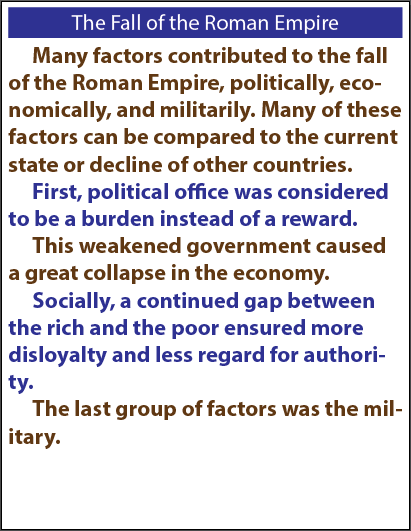 The Fall of the Roman Empire
Many factors contributed to the fall
of the Roman Empire, politically, eco-
nomically, and militarily. Many of these
factors can be compared to the current
state or decline of other countries.
First, political office was considered
to be a burden instead of a reward.
This weakened government caused
a great collapse in the economy.
Socially, a continued gap between
the rich and the poor ensured more
disloyalty and less regard for authori-
ty.
The last group of factors was the mil-
itary.